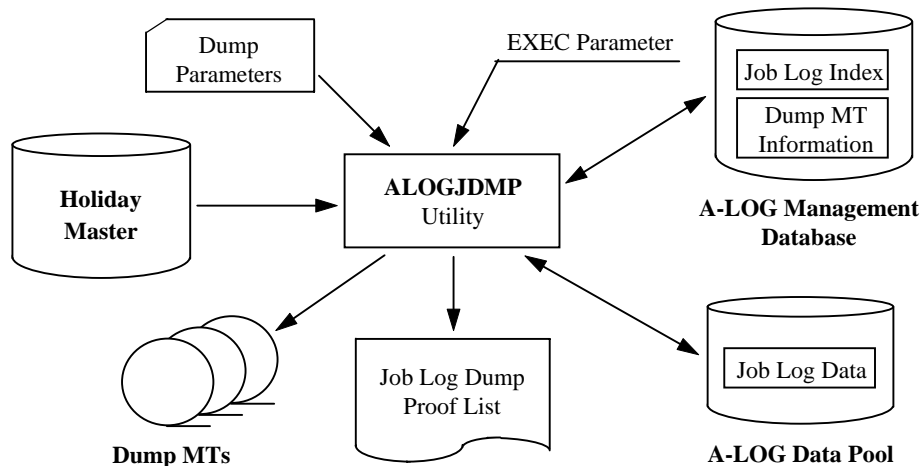 Dump
Parameters
EXEC Parameter
Job Log Index
Dump MT
Information
A-LOG Management
Database
Holiday
Master
ALOGJDMP
Utility
Dump MTs
Job Log Dump
Proof List
Job Log Data
A-LOG Data Pool